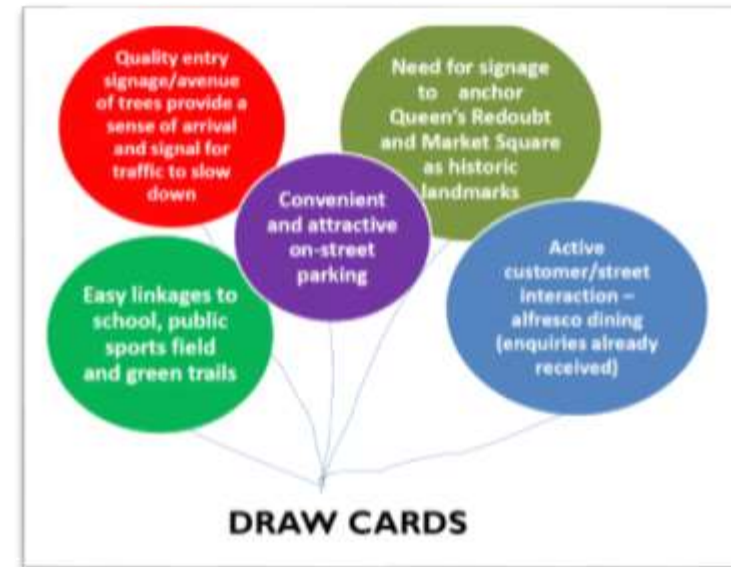 Quality entry
signage/avenue
of trees provide a
sense of arrival
and signal for
traffic to slow
down
Need for signage
to anchor
Queen's Redoubt
and Market Square
as historic
landmarks
Convenient
and attractive
on-street
parking
Easy linkages to
school, public
sports field
and green trails
Active
customer/street
interaction –
alfresco dining
(enquiries already
received)
DRAW CARDS